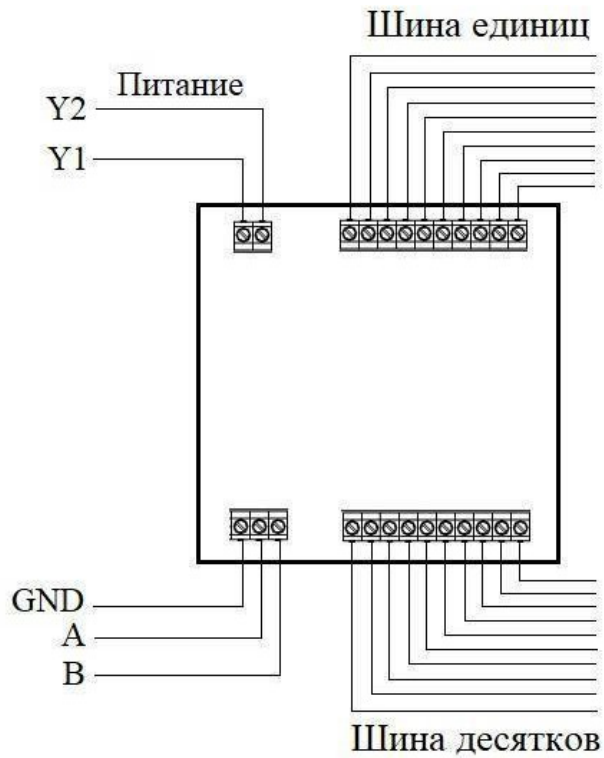 Шина единиц
Питание
Y2
Y1
GND
A
B
Шина десятков